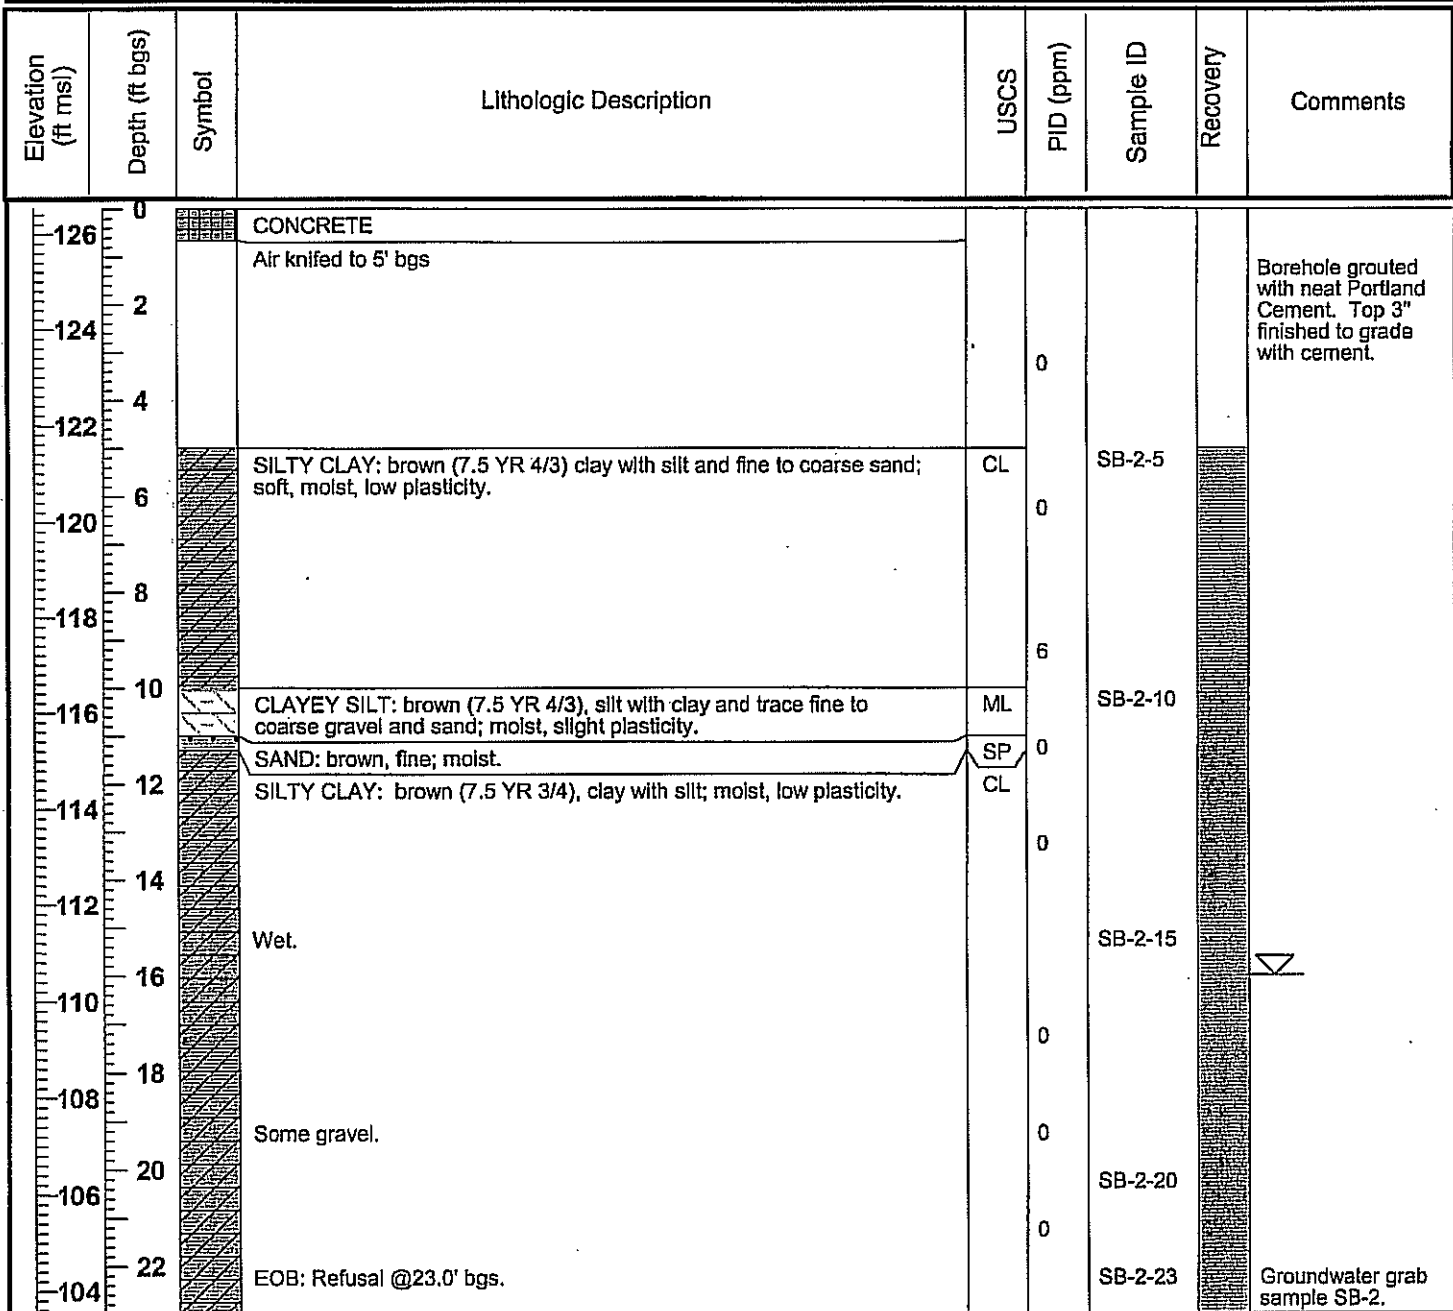 Elevation
(ft msl)
Depth (ft bgs)
Symbol
Lithologic Description
USCS
PID (ppm)
Sample ID
Recovery
Comments
0
CONCRETE
126
Air knifed to 5' bgs
Borehole grouted
with neat Portland
Cement. Top 3"
finished to grade
with cement.
2
124
0
4
122
SILTY CLAY: brown (7.5 YR 4/3) clay with silt and fine to coarse sand;
soft, moist, low plasticity.
CL
SB-2-5
6
0
120
8
118
6
10
CLAYEY SILT: brown (7.5 YR 4/3), silt with clay and trace fine to
coarse gravel and sand; moist, slight plasticity.
ML
SB-2-10
116
SAND: brown, fine; moist.
SP
0
12
SILTY CLAY: brown (7.5 YR 3/4), clay with silt; moist, low plasticity.
CL
114
0
14
112
Wet.
SB-2-15
16
110
0
18
108
Some gravel.
0
20
SB-2-20
106
0
22
EOB: Refusal @23.0' bgs.
SB-2-23
Groundwater grab
sample SB-2.
104